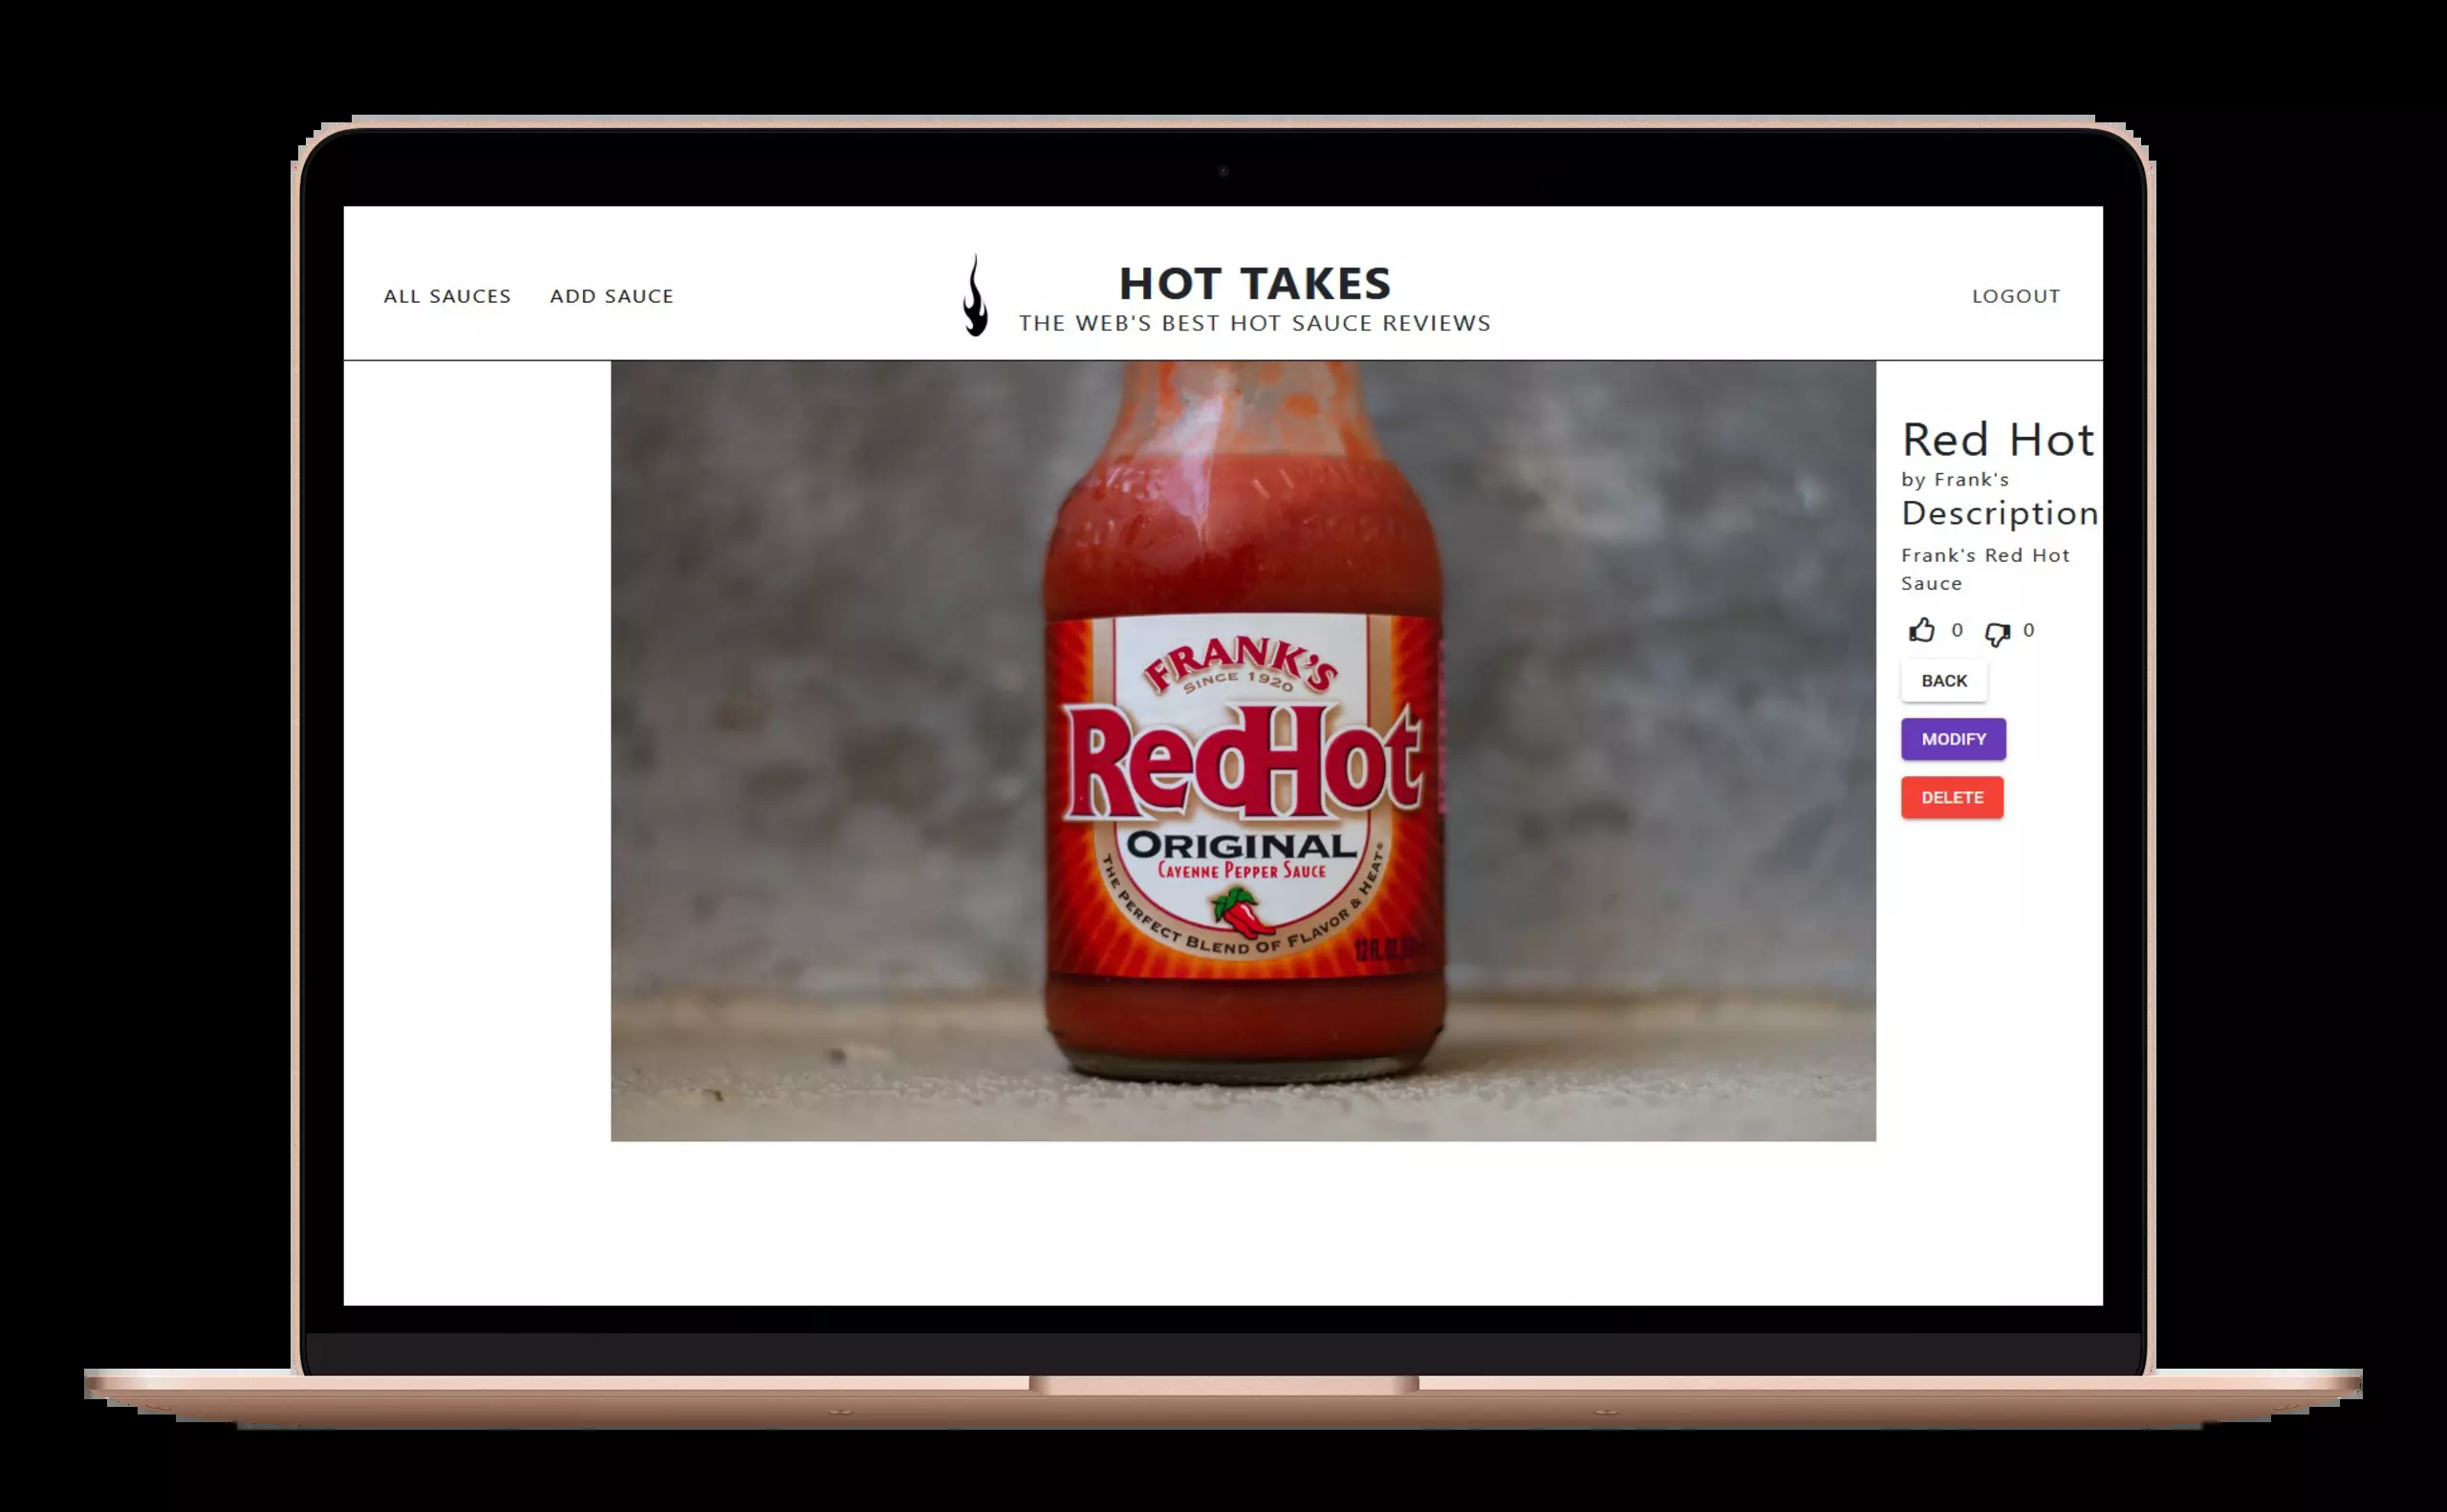 ALL SAUCES
ADD SAUCE
HOT TAKES
THE WEB'S BEST HOT SAUCE REVIEWS
LOGOUT
FRANK'S
SINCE 1920
RedHot
ORIGINAL
CAYENNE PEPPER SAUCE
THE PERFECT BLEND OF FLAVOR & HEAT®
12 FL. OZ.
Red Hot
by Frank's
Description
Frank's Red Hot
Sauce
0
0
BACK
MODIFY
DELETE